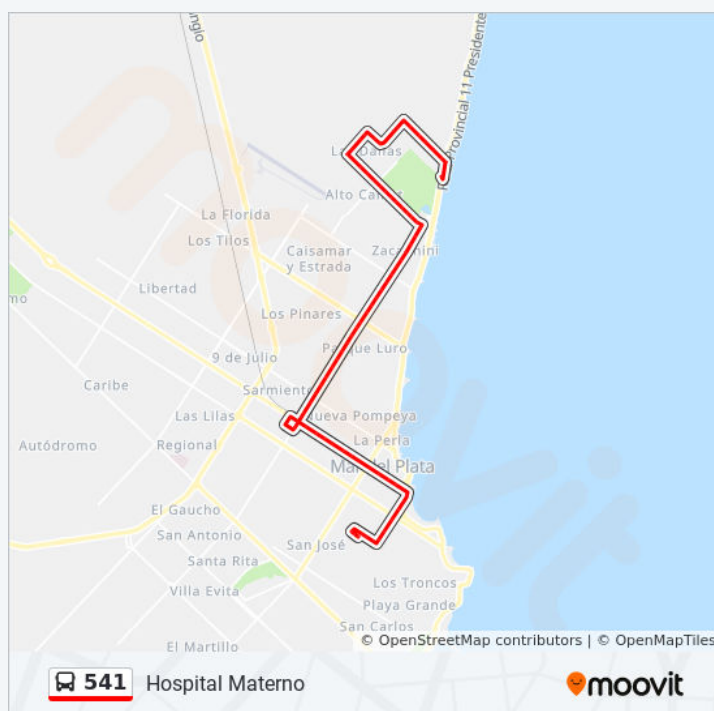 ongio
Provincial 11 Presidente
Las Dalias
Alto Camet
La Florida
Los Tilos
Caisamar
y Estrada
Zacagnini
Libertad
Los Pinares
Parque Luro
9 de Julio
Caribe
Sarmiento
Las Lilas
Nueva Pompeya
Autódromo
Regional
La Perla
Mar del Plata
El Gaucho
San Antonio
San José
Santa Rita
Villa Evita
Los Troncos
Playa Grande
San Carlos
El Martillo
© OpenStreetMap contributors | © OpenMapTiles
541 Hospital Materno
moovit